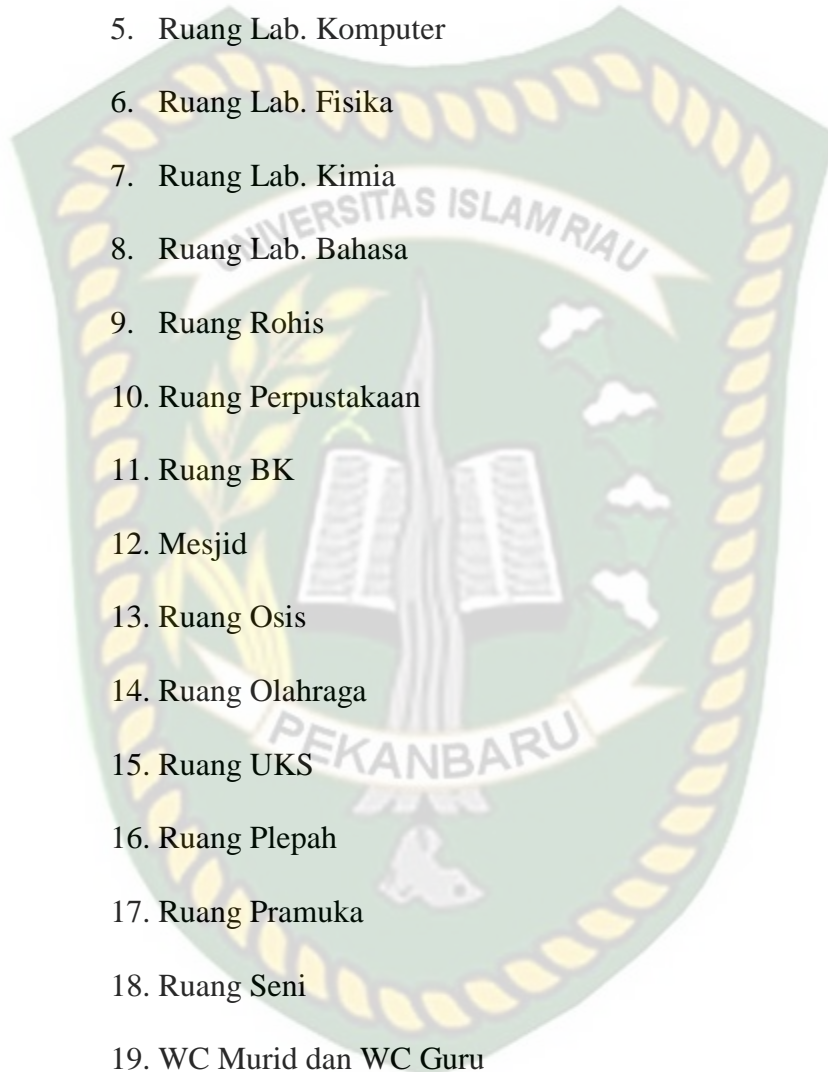 5. Ruang Lab. Komputer
6. Ruang Lab. Fisika
7. Ruang Lab. Kimia
UNIVERSITAS ISLAM RIAU
8. Ruang Lab. Bahasa
9. Ruang Rohis
10. Ruang Perpustakaan
11. Ruang BK
12. Mesjid
13. Ruang Osis
14. Ruang Olahraga
PEKANBARU
15. Ruang UKS
16. Ruang Plepah
17. Ruang Pramuka
18. Ruang Seni
19. WC Murid dan WC Guru